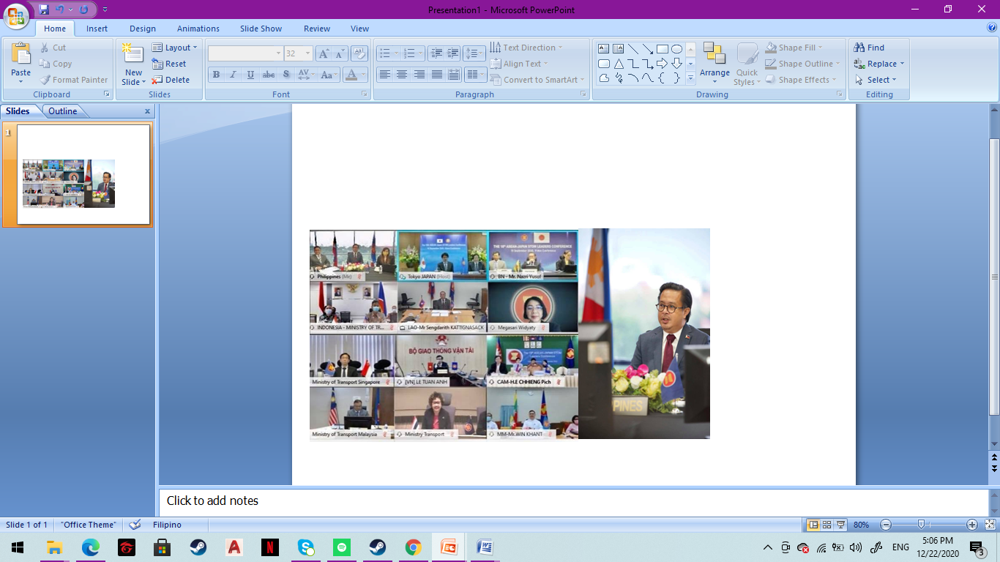 Presentation1 - Microsoft PowerPoint
Home Insert Design Animations Slide Show Review View
Paste
Cut
Copy
Format Painter
Clipboard
New Slide
Layout
Reset
Delete
Slides
32
B I U abc S AV Aa A
Font
Text Direction
Align Text
Convert to SmartArt
Paragraph
Arrange
Quick Styles
Shape Fill
Shape Outline
Shape Effects
Drawing
Find
Replace
Select
Editing
Slides Outline x
1
Philippines (Me)
Tokyo JAPAN (Host)
THE 18th ASEAN-JAPAN STOM LEADERS CONFERENCE
BN - Mr. Nazri Yusof
INDONESIA - MINISTRY OF TR...
LAO-Mr Sengdarith KATTIGNASACK
Megasari Widyaty
Ministry of Transport Singapore
BỘ GIAO THÔNG VẬN TẢI
[VN] LE TUAN ANH
CAM-H.E CHHIENG Pich
Ministry of Transport Malaysia
Ministry Transport
MM-Mr.WIN KHANT
PINES
Click to add notes
Slide 1 of 1 "Office Theme" Filipino 80%
ENG 5:06 PM
12/22/2020
3